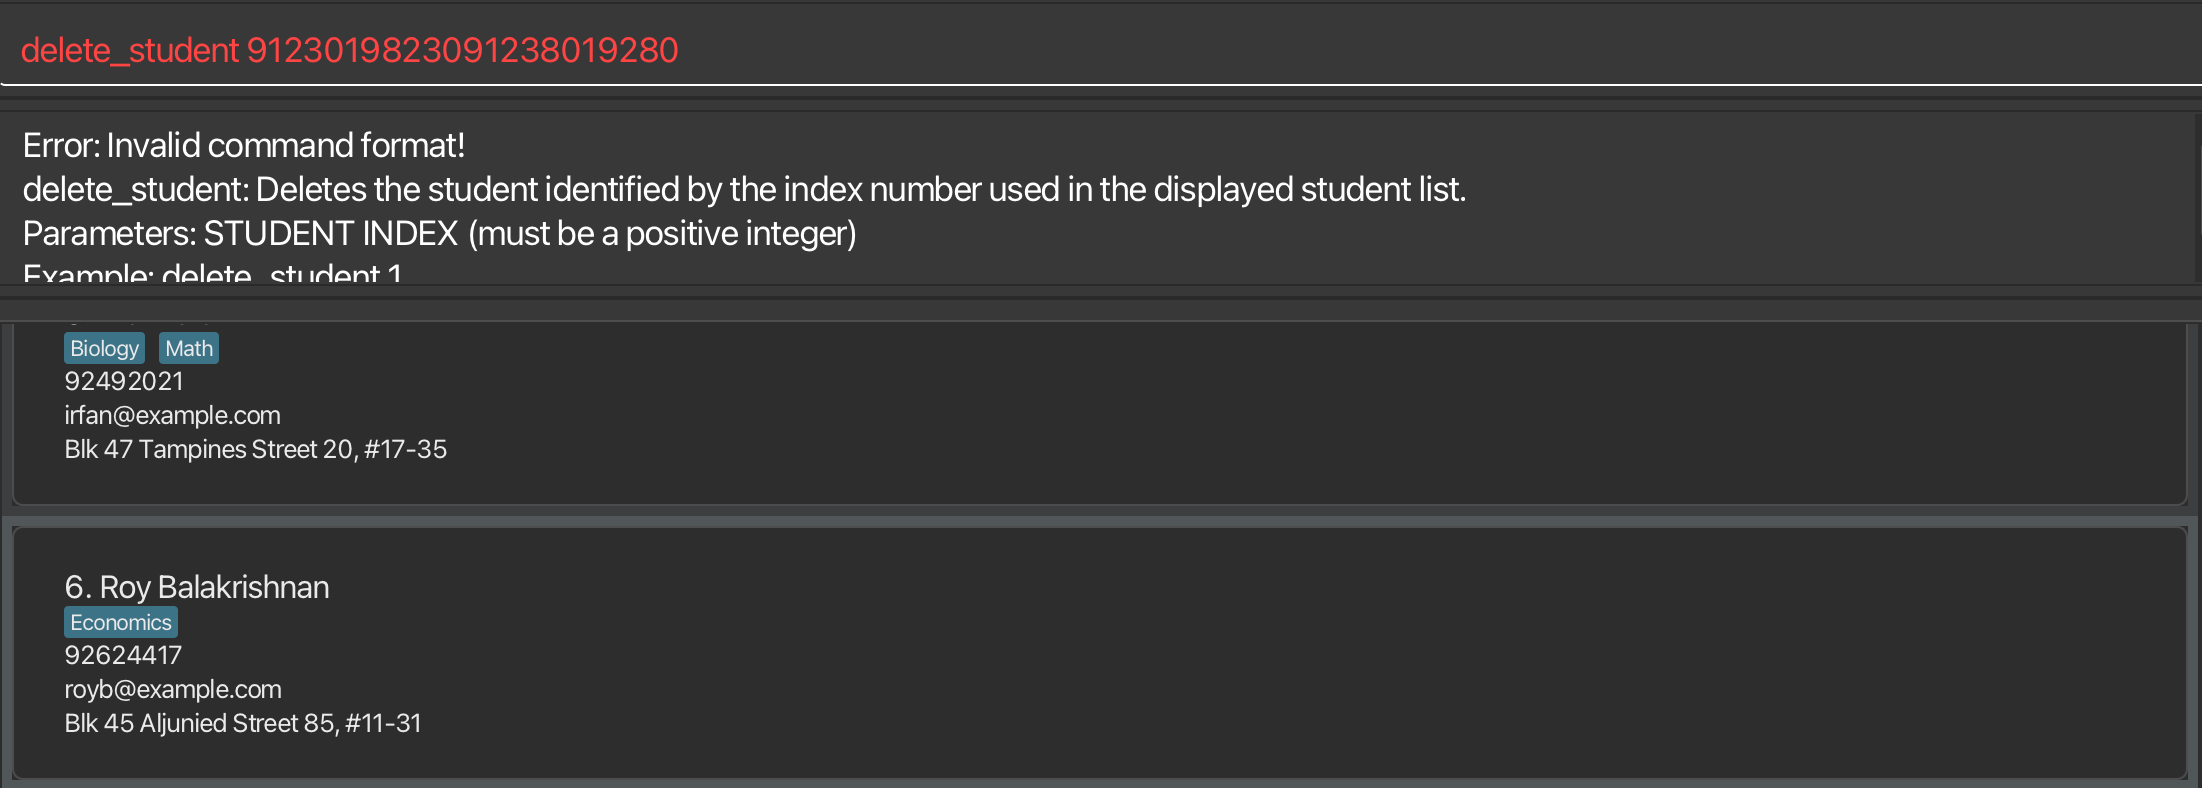 delete_student 9123019823091238019280
Error: Invalid command format!
delete_student: Deletes the student identified by the index number used in the displayed student list.
Parameters: STUDENT INDEX (must be a positive integer)
Example: delete_student 1
Biology Math
92492021
irfan@example.com
Blk 47 Tampines Street 20, #17-35
6. Roy Balakrishnan
Economics
92624417
royb@example.com
Blk 45 Aljunied Street 85, #11-31